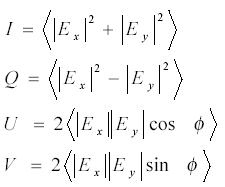 I = ⟨|E_x|² + |E_y|²⟩
Q = ⟨|E_x|² − |E_y|²⟩
U = 2⟨|E_x||E_y| cos ϕ⟩
V = 2⟨|E_x||E_y| sin ϕ⟩